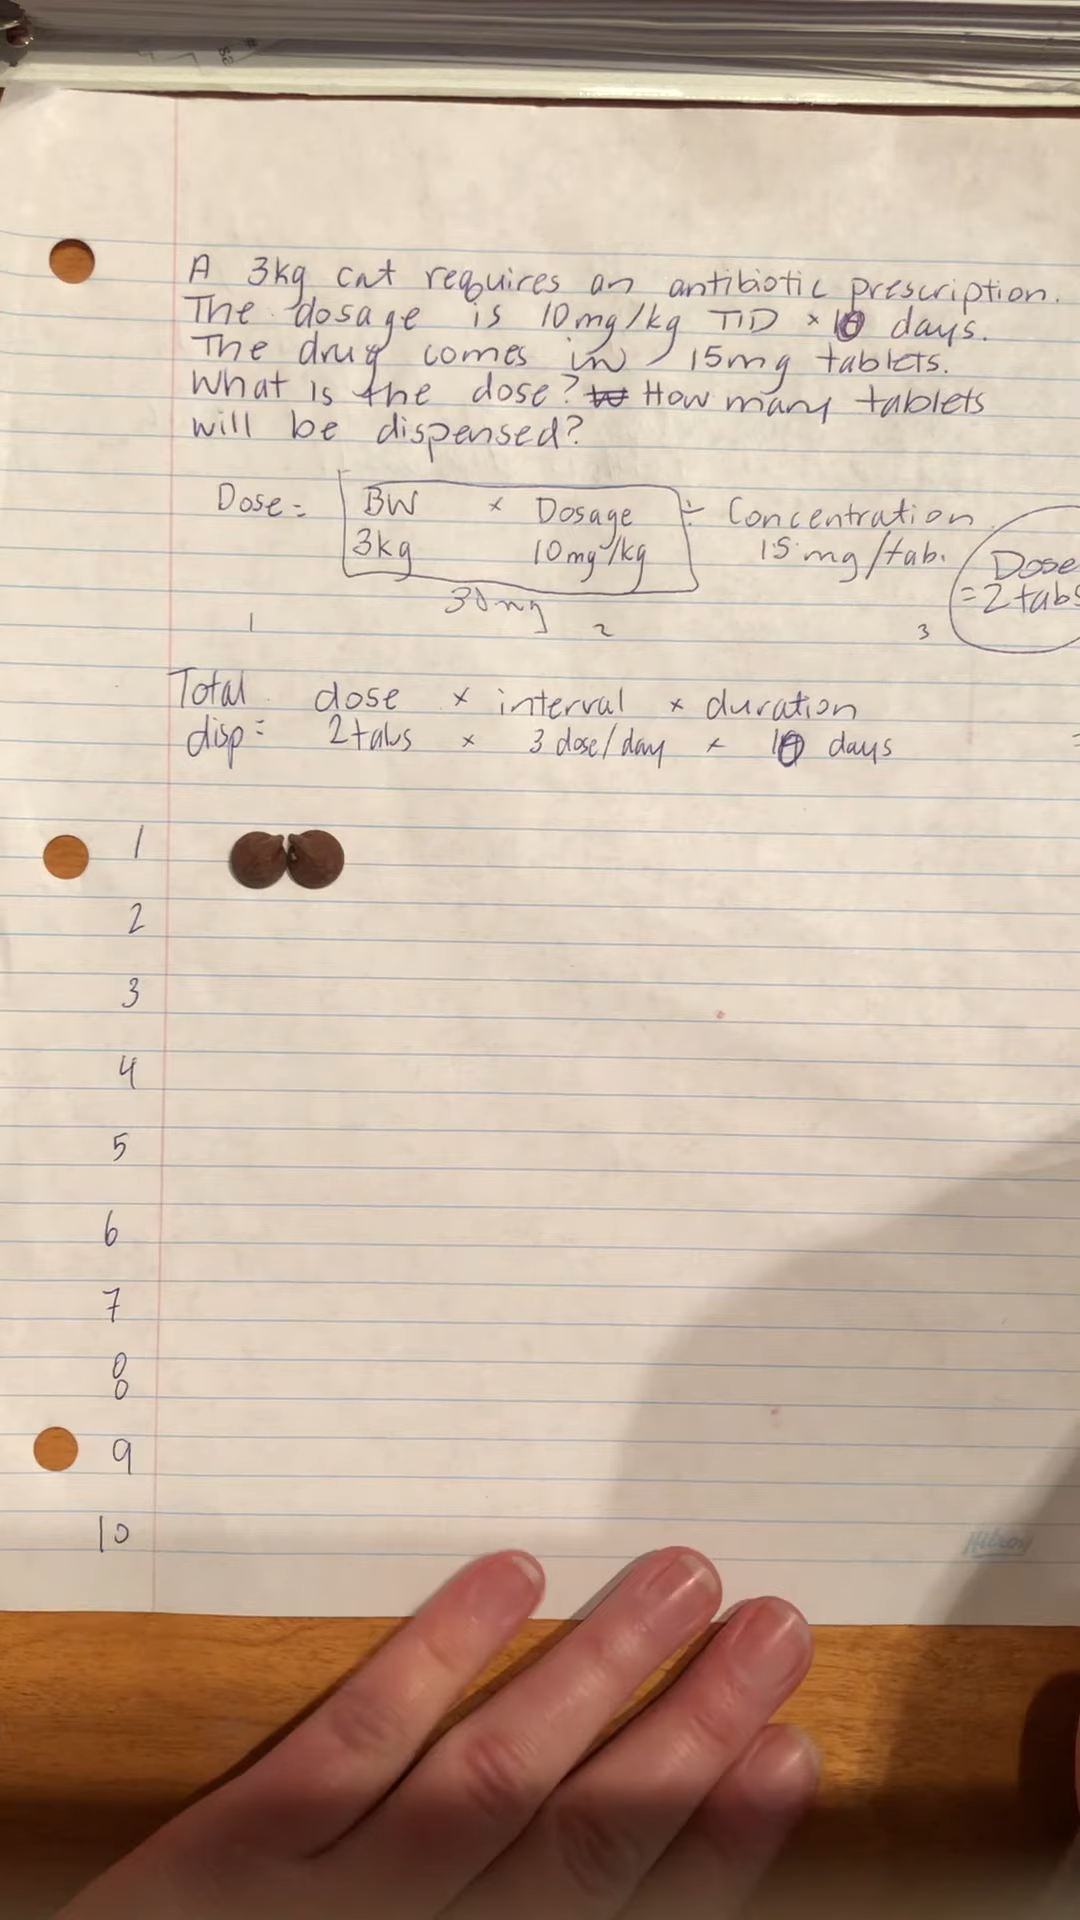 A 3kg cat requires an antibiotic prescription.
The dosage is 10mg/kg TID × 10 days.
The drug comes in 15mg tablets.
What is the dose? How many tablets
will be dispensed?
Dose = BW × Dosage ÷ Concentration
3kg 10mg/kg 15mg/tab.
30mg
Dose
= 2 tabs
1 2 3
Total dose × interval × duration
disp = 2 tabs × 3 dose/day × 10 days =
1
2
3
4
5
6
7
8
9
10
Hilroy